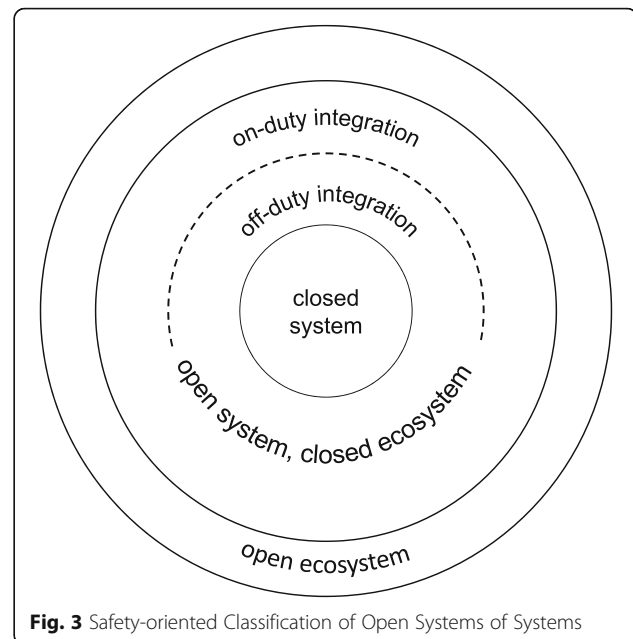 on-duty integration
off-duty integration
closed
system
open system, closed ecosystem
open ecosystem
Fig. 3 Safety-oriented Classification of Open Systems of Systems